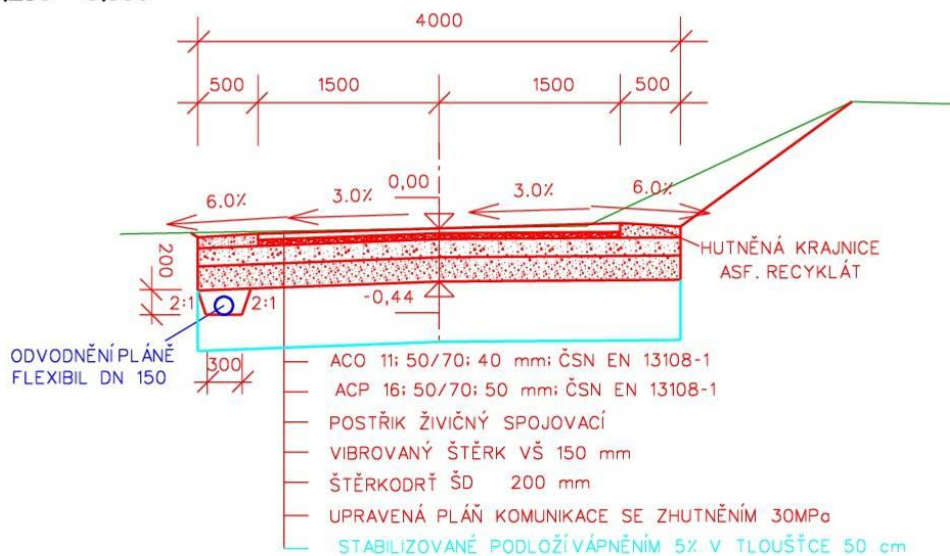 4000
500 1500 1500 500
6.0% 3.0% 0,00 3.0% 6.0%
200
2:1 2:1
-0,44
HUTNĚNÁ KRAJNICE
ASF. RECYKLÁT
ODVODNĚNÍ PLÁNĚ
FLEXIBIL DN 150
300
ACO 11; 50/70; 40 mm; ČSN EN 13108-1
ACP 16; 50/70; 50 mm; ČSN EN 13108-1
POSTŘIK ŽIVIČNÝ SPOJOVACÍ
VIBROVANÝ ŠTĚRK VŠ 150 mm
ŠTĚRKODRŤ ŠD 200 mm
UPRAVENÁ PLÁŇ KOMUNIKACE SE ZHUTNĚNÍM 30MPa
STABILIZOVANÉ PODLOŽÍ VÁPNĚNÍM 5% V TLOUŠŤCE 50 cm